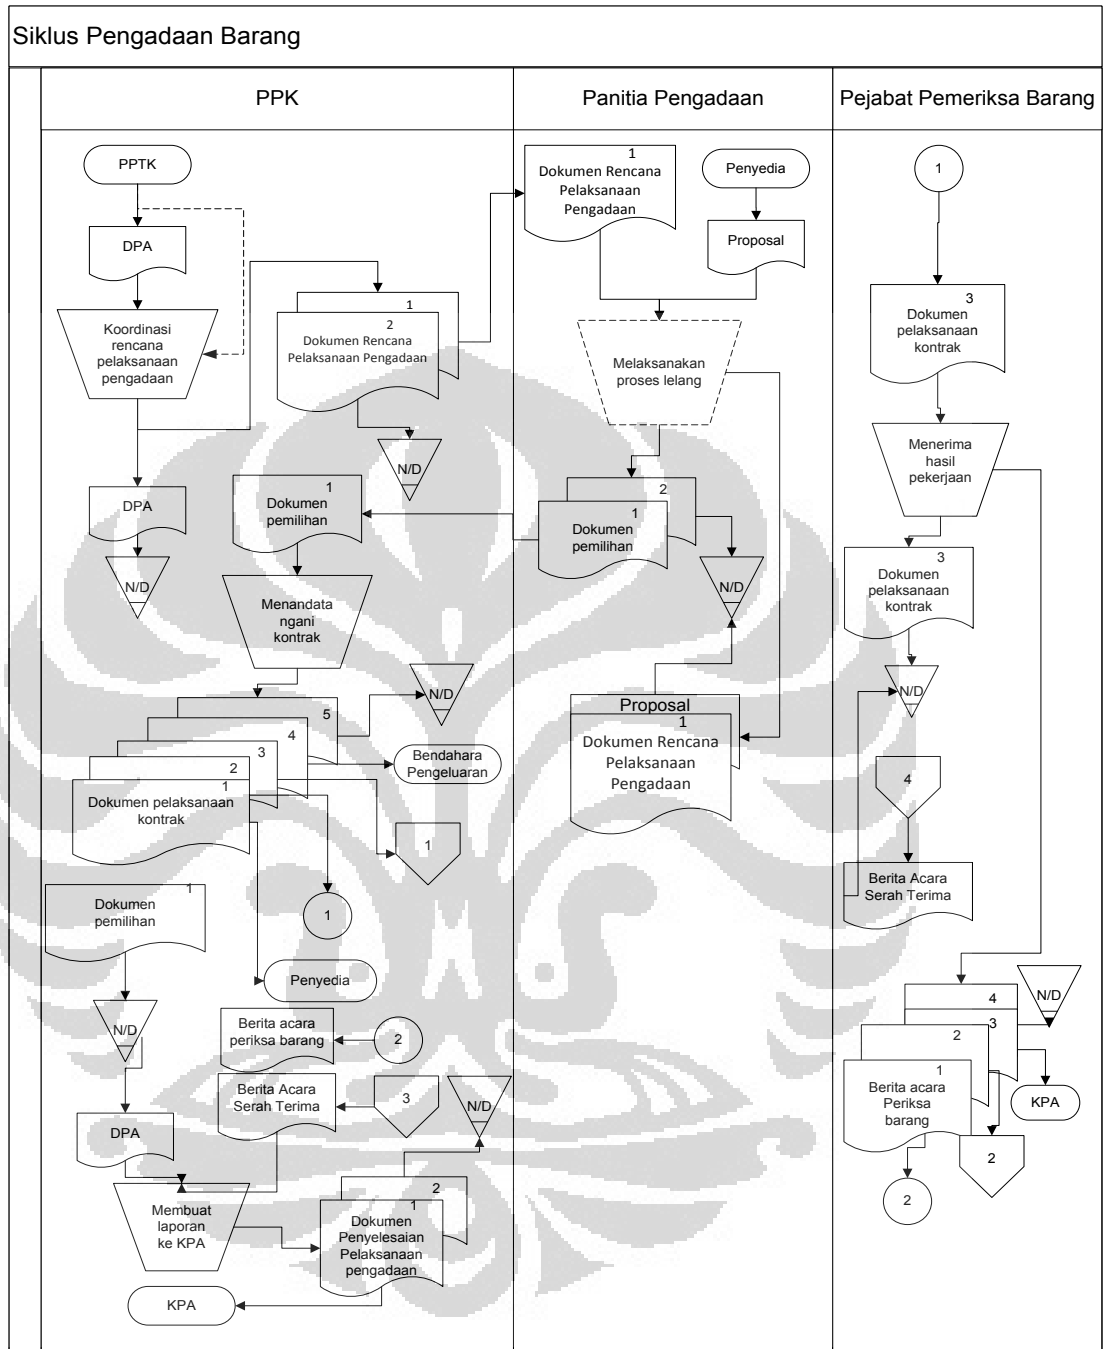 Siklus Pengadaan Barang
PPK
Panitia Pengadaan
Pejabat Pemeriksa Barang
PPTK
DPA
Koordinasi
rencana
pelaksanaan
pengadaan
1
2
Dokumen Rencana
Pelaksanaan Pengadaan
N/D
DPA
N/D
1
Dokumen
pemilihan
Menandata
ngani
kontrak
5
4
3
2
1
Dokumen pelaksanaan
kontrak
N/D
Bendahara
Pengeluaran
1
1
Penyedia
1
Dokumen
pemilihan
N/D
Berita acara
periksa barang
2
Berita Acara
Serah Terima
3
N/D
DPA
Membuat
laporan
ke KPA
2
1
Dokumen
Penyelesaian
Pelaksanaan
pengadaan
KPA
1
Dokumen Rencana
Pelaksanaan
Pengadaan
Penyedia
Proposal
Melaksanakan
proses lelang
2
1
Dokumen
pemilihan
N/D
Proposal
1
Dokumen Rencana
Pelaksanaan
Pengadaan
1
3
Dokumen
pelaksanaan
kontrak
Menerima
hasil
pekerjaan
3
Dokumen
pelaksanaan
kontrak
N/D
4
Berita Acara
Serah Terima
4
3
2
1
Berita acara
Periksa
barang
N/D
KPA
2
2